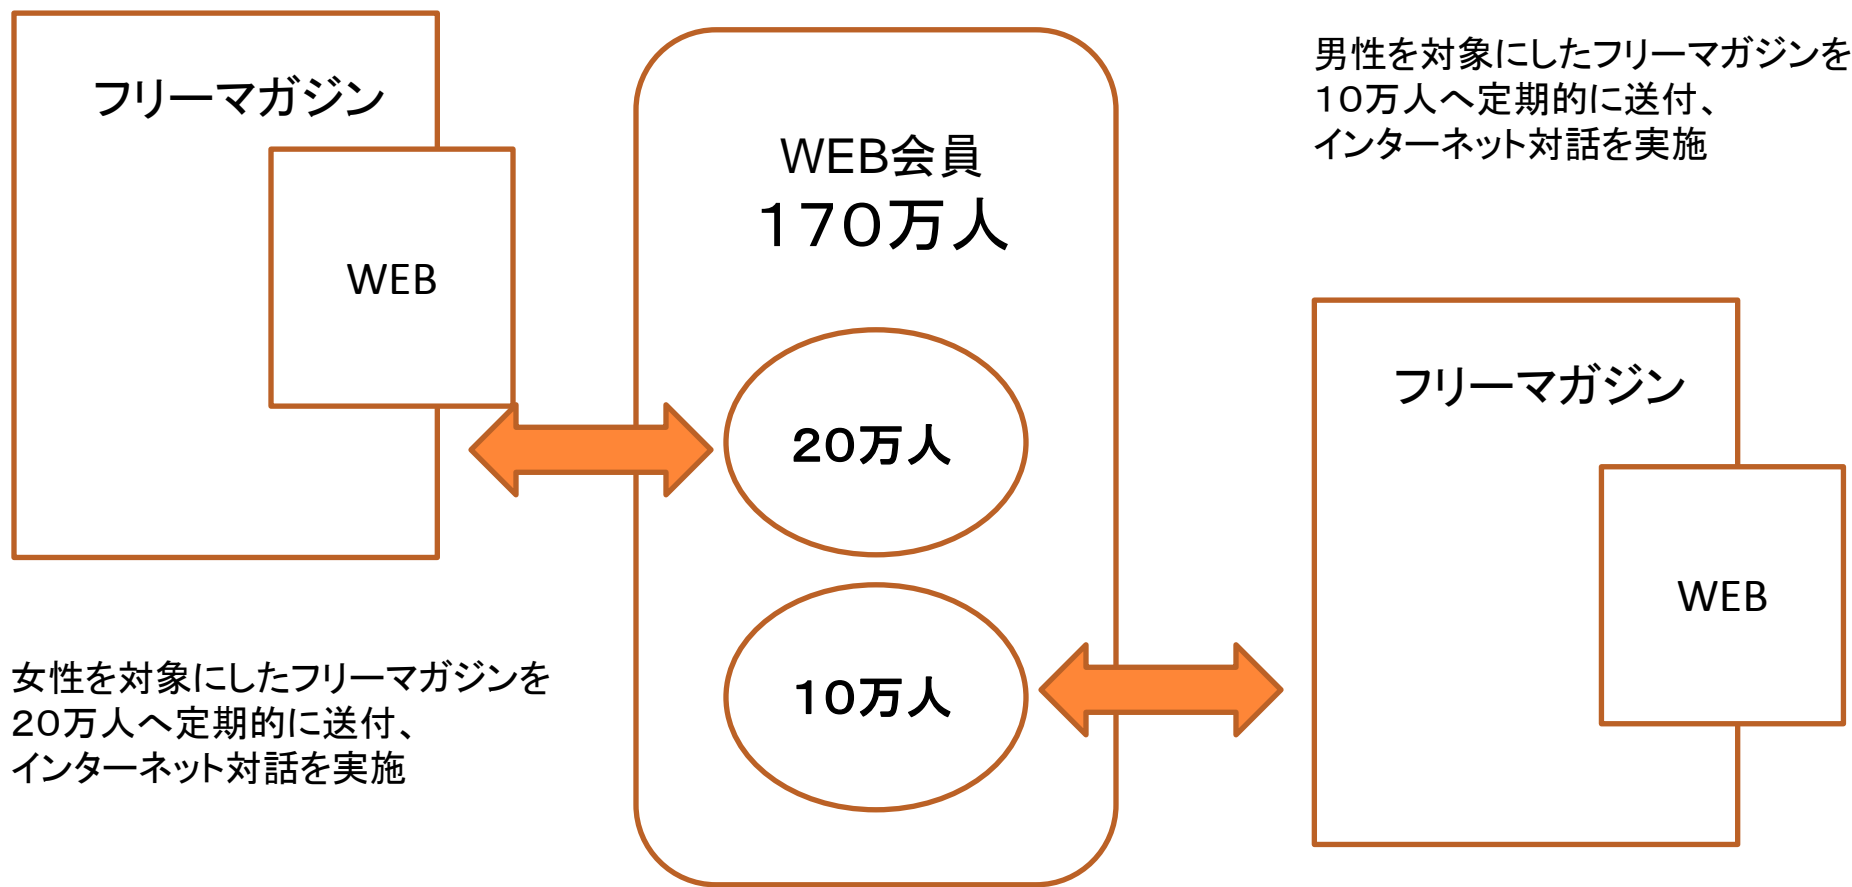 フリーマガジン
WEB
女性を対象にしたフリーマガジンを
２０万人へ定期的に送付、
インターネット対話を実施
WEB会員
１７０万人
２０万人
１０万人
男性を対象にしたフリーマガジンを
１０万人へ定期的に送付、
インターネット対話を実施
フリーマガジン
WEB